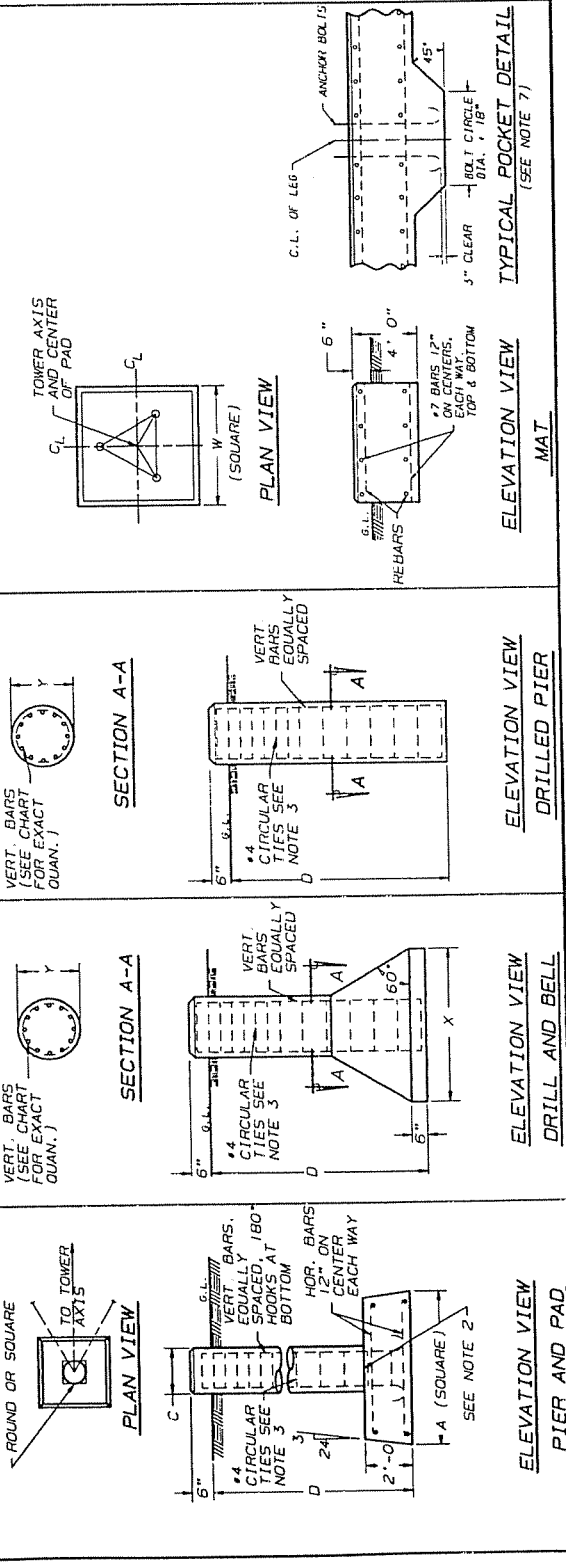 ROUND OR SQUARE
TO TOWER
AXIS
PLAN VIEW
C
6"
G.L.
VERT. BARS,
EQUALLY
SPACED, 180°
HOOKS AT
BOTTOM
#4
CIRCULAR
TIES SEE
NOTE 3
D
HOR. BARS
12" ON
CENTER
EACH WAY
3
24
2'-0
A (SQUARE)
SEE NOTE 2
ELEVATION VIEW
PIER AND PAD
VERT. BARS
(SEE CHART
FOR EXACT
QUAN.)
Y
SECTION A-A
6"
G.L.
VERT.
BARS
EQUALLY
SPACED
#4
CIRCULAR
TIES SEE
NOTE 3
A
A
D
60°
6"
X
ELEVATION VIEW
DRILL AND BELL
VERT. BARS
(SEE CHART
FOR EXACT
QUAN.)
Y
SECTION A-A
6"
G.L.
VERT.
BARS
EQUALLY
SPACED
#4
CIRCULAR
TIES SEE
NOTE 3
A
A
D
ELEVATION VIEW
DRILLED PIER
TOWER AXIS
AND CENTER
OF PAD
CL
CL
W
(SQUARE)
PLAN VIEW
6"
G.L.
4' 0"
REBARS
#7 BARS 12"
ON CENTERS,
EACH WAY,
TOP & BOTTOM
ELEVATION VIEW
MAT
C.L. OF LEG
ANCHOR BOLTS
45°
3" CLEAR
BOLT CIRCLE
DIA. + 18"
TYPICAL POCKET DETAIL
(SEE NOTE 7)